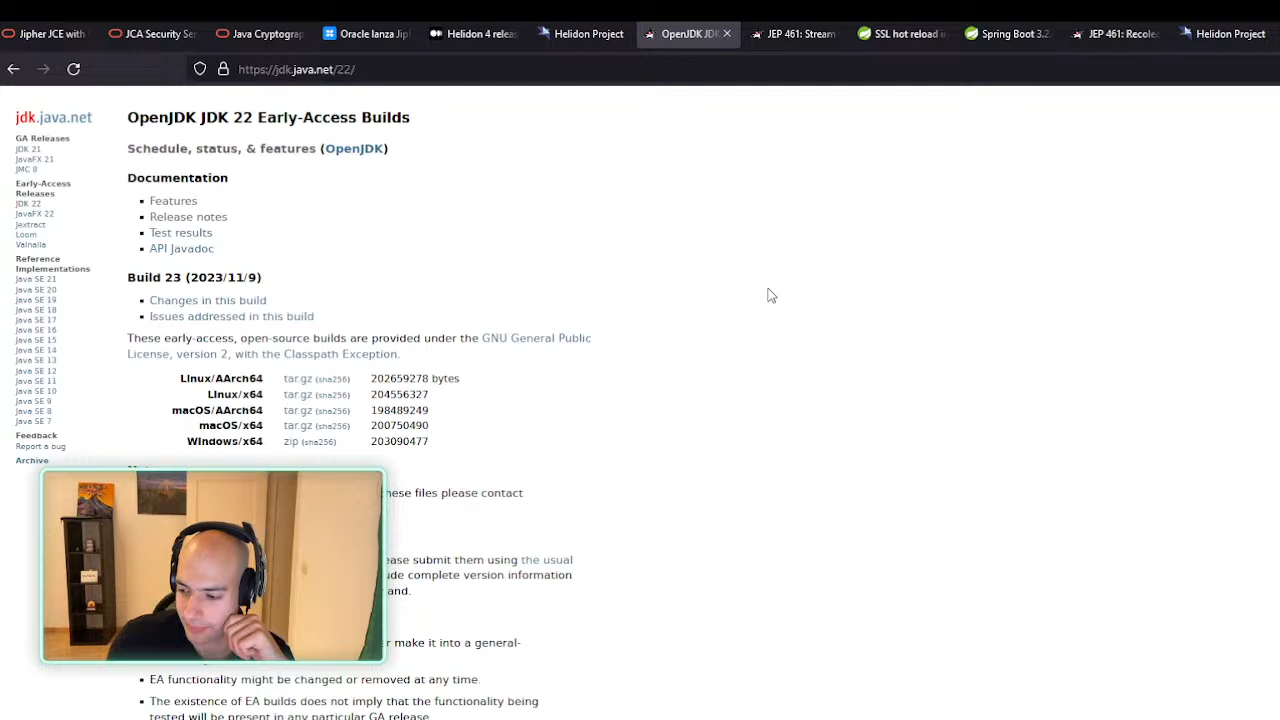 Jipher JCE with
JCA Security Ser
Java Cryptograp
Oracle lanza Jipl
Helidon 4 releas
Helidon Project
OpenJDK JDK
JEP 461: Stream
SSL hot reload i
Spring Boot 3.2
JEP 461: Recole
Helidon Project
https://jdk.java.net/22/
jdk.java.net
GA Releases
JDK 21
JavaFX 21
JMC 8
Early-Access
Releases
JDK 22
JavaFX 22
Jextract
Loom
Valhalla
Reference
Implementations
Java SE 21
Java SE 20
Java SE 19
Java SE 18
Java SE 17
Java SE 16
Java SE 15
Java SE 14
Java SE 13
Java SE 12
Java SE 11
Java SE 10
Java SE 9
Java SE 8
Java SE 7
Feedback
Report a bug
Archive
OpenJDK JDK 22 Early-Access Builds
Schedule, status, & features (OpenJDK)
Documentation
Features
Release notes
Test results
API Javadoc
Build 23 (2023/11/9)
Changes in this build
Issues addressed in this build
These early-access, open-source builds are provided under the GNU General Public
License, version 2, with the Classpath Exception.
Linux/AArch64 tar.gz (sha256) 202659278 bytes
Linux/x64 tar.gz (sha256) 204556327
macOS/AArch64 tar.gz (sha256) 198489249
macOS/x64 tar.gz (sha256) 200750490
Windows/x64 zip (sha256) 203090477
these files please contact
ease submit them using the usual
ude complete version information
and.
er make it into a general-
EA functionality might be changed or removed at any time.
The existence of EA builds does not imply that the functionality being
tested will be present in any particular GA release.